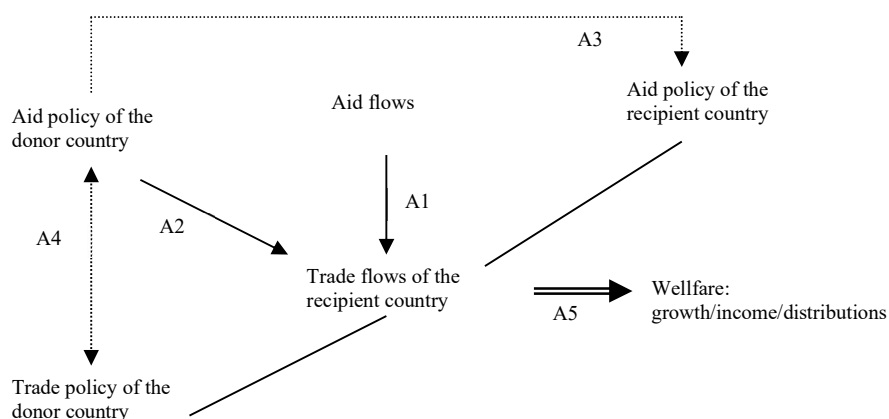 A3
Aid policy of the
donor country
Aid flows
Aid policy of the
recipient country
A4
A2
A1
Trade flows of the
recipient country
A5
Wellfare:
growth/income/distributions
Trade policy of the
donor country